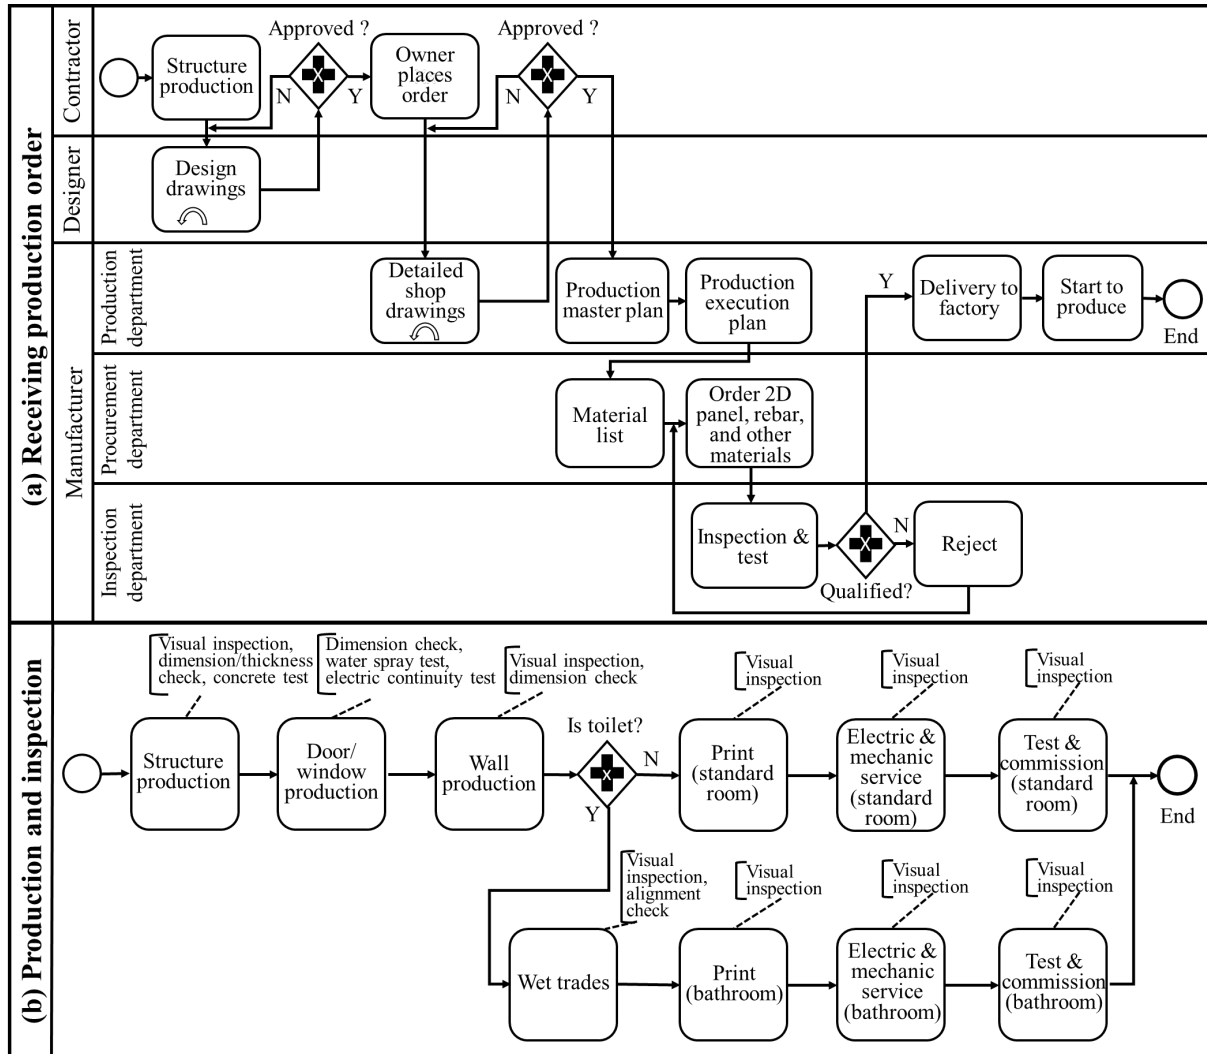 (a) Receiving production order
Contractor
Approved ?
Approved ?
Structure
production
N
Y
Owner
places
order
N
Y
Designer
Design
drawings
Manufacturer
Production
department
Detailed
shop
drawings
Production
master plan
Production
execution
plan
Y
Delivery to
factory
Start to
produce
End
Procurement
department
Material
list
Order 2D
panel, rebar,
and other
materials
Inspection
department
Inspection &
test
X
N
Qualified?
Reject
(b) Production and inspection
Visual inspection,
dimension/thickness
check, concrete test
Dimension check,
water spray test,
electric continuity test
Visual inspection,
dimension check
Visual
inspection
Visual
inspection
Visual
inspection
Structure
production
Door/
window
production
Wall
production
Is toilet?
X
N
Y
Print
(standard
room)
Electric &
mechanic
service
(standard
room)
Test &
commission
(standard
room)
End
Visual
inspection,
alignment
check
Visual
inspection
Visual
inspection
Visual
inspection
Wet trades
Print
(bathroom)
Electric &
mechanic
service
(bathroom)
Test &
commission
(bathroom)